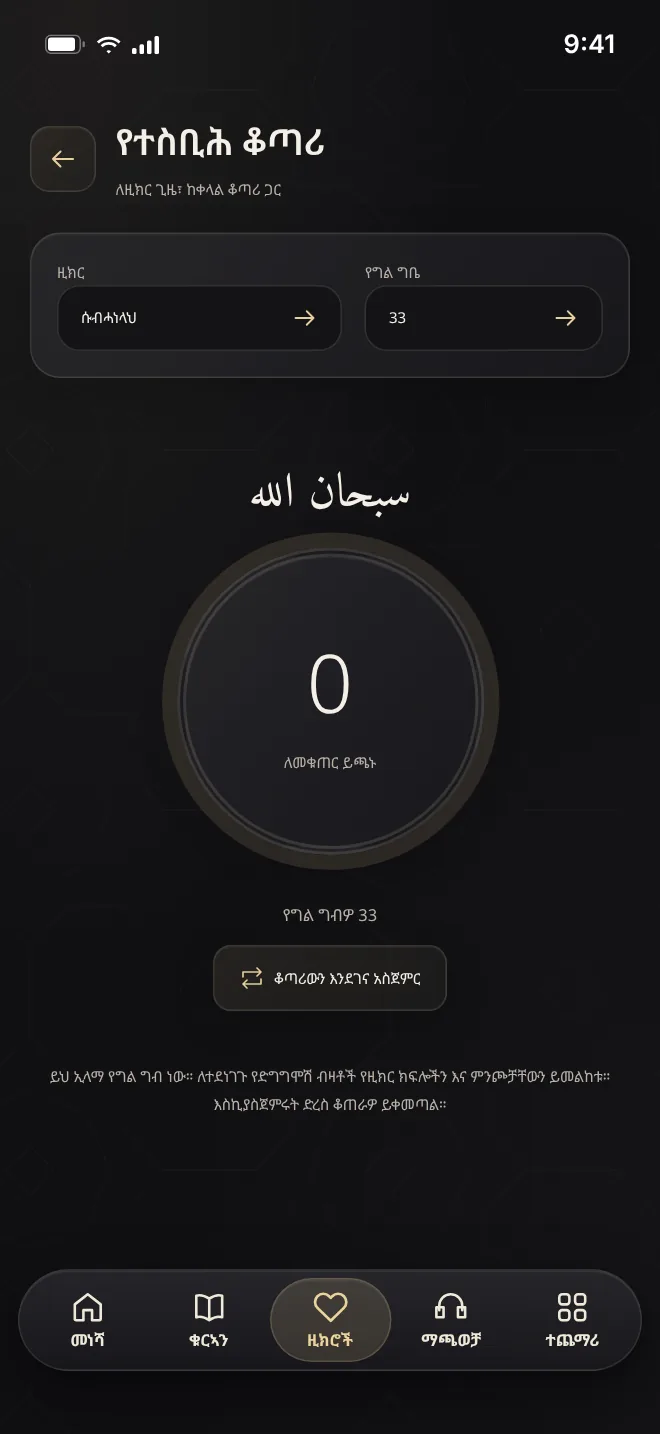 9:41
የተስቢሕ ቆጣሪ
ለዚክር ጊዜ፣ ከቀላል ቆጣሪ ጋር
ዚክር
የግል ግቤ
ሱብሓነላህ
33
سبحان الله
0
ለመቁጠር ይጫኑ
የግል ግብዎ 33
ቆጣሪውን እንደገና አስጀምር
ይህ ኢላማ የግል ግብ ነው። ለተደነገጉ የድግግሞሽ ብዛቶች የዚክር ክፍሎችን እና ምንጮቻቸውን ይመልከቱ።
እስኪያስጀምሩት ድረስ ቆጠራዎ ይቀመጣል።
መነሻ
ቁርኣን
ዚክሮች
ማጫወቻ
ተጨማሪ